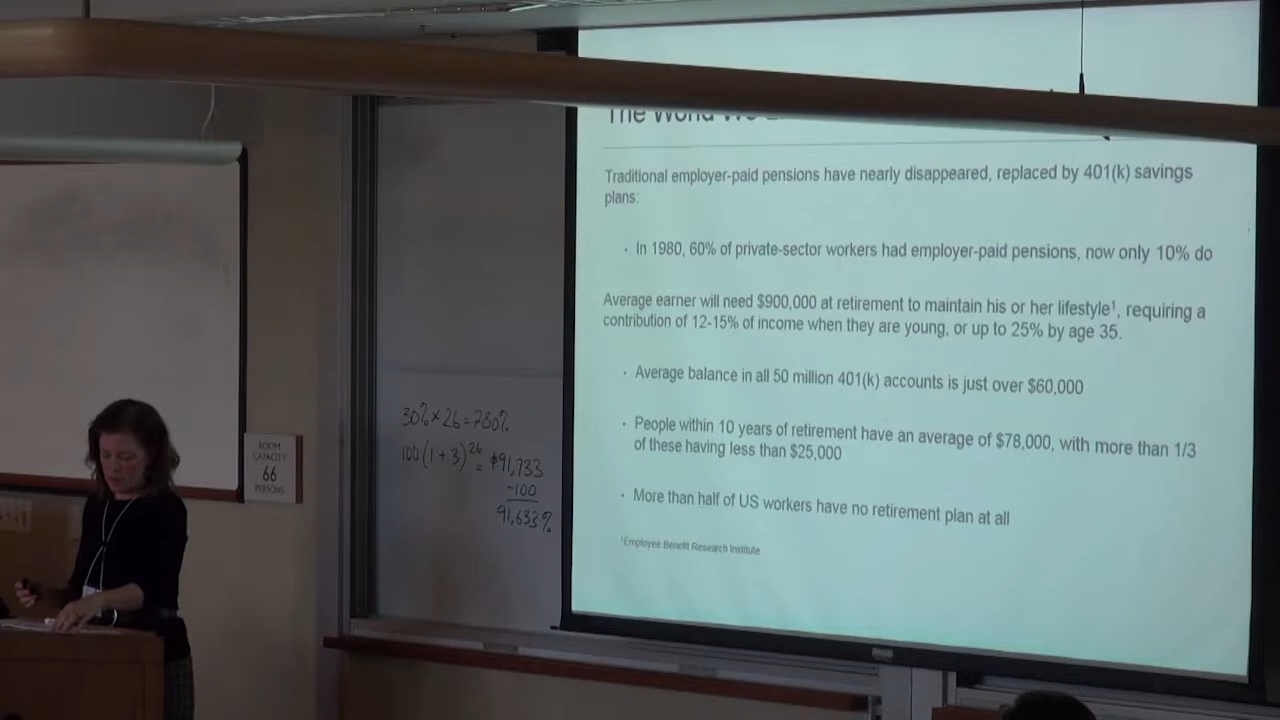 Traditional employer-paid pensions have nearly disappeared, replaced by 401(k) savings
plans:
· In 1980, 60% of private-sector workers had employer-paid pensions, now only 10% do
Average earner will need $900,000 at retirement to maintain his or her lifestyle¹, requiring a
contribution of 12-15% of income when they are young, or up to 25% by age 35.
· Average balance in all 50 million 401(k) accounts is just over $60,000
· People within 10 years of retirement have an average of $78,000, with more than 1/3
of these having less than $25,000
· More than half of US workers have no retirement plan at all
¹Employee Benefit Research Institute
30% × 26 = 780%
100(1+.3)²⁶ = $91,733
-100
91,633%
ROOM
CAPACITY
66
PERSONS